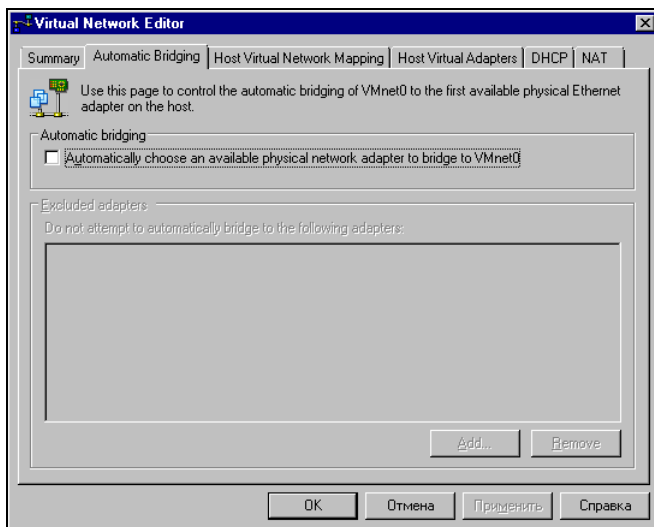 Virtual Network Editor
Summary Automatic Bridging Host Virtual Network Mapping Host Virtual Adapters DHCP NAT
Use this page to control the automatic bridging of VMnet0 to the first available physical Ethernet
adapter on the host.
Automatic bridging
Automatically choose an available physical network adapter to bridge to VMnet0
Excluded adapters
Do not attempt to automatically bridge to the following adapters:
Add... Remove
OK Отмена Применить Справка